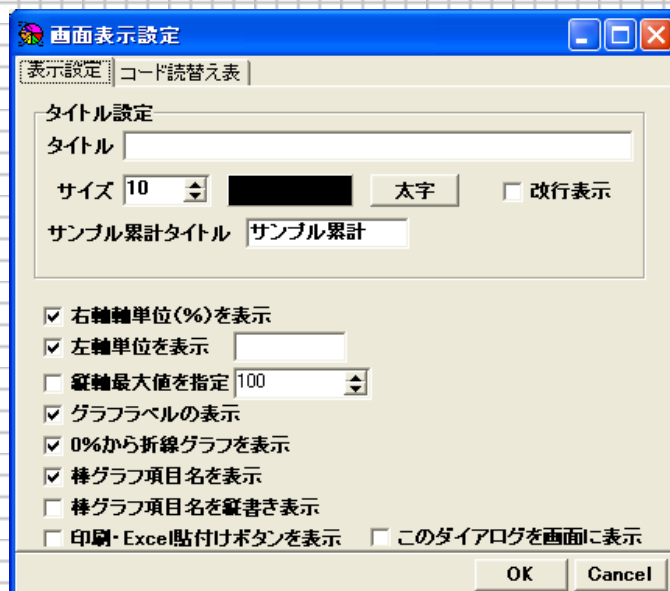 画面表示設定
表示設定 コード読替え表
タイトル設定
タイトル
サイズ 10 太字 改行表示
サンプル累計タイトル サンプル累計
右軸軸単位(%)を表示
左軸単位を表示
縦軸最大値を指定 100
グラフラベルの表示
0%から折線グラフを表示
棒グラフ項目名を表示
棒グラフ項目名を縦書き表示
印刷・Excel貼付けボタンを表示 このダイアログを画面に表示
OK Cancel